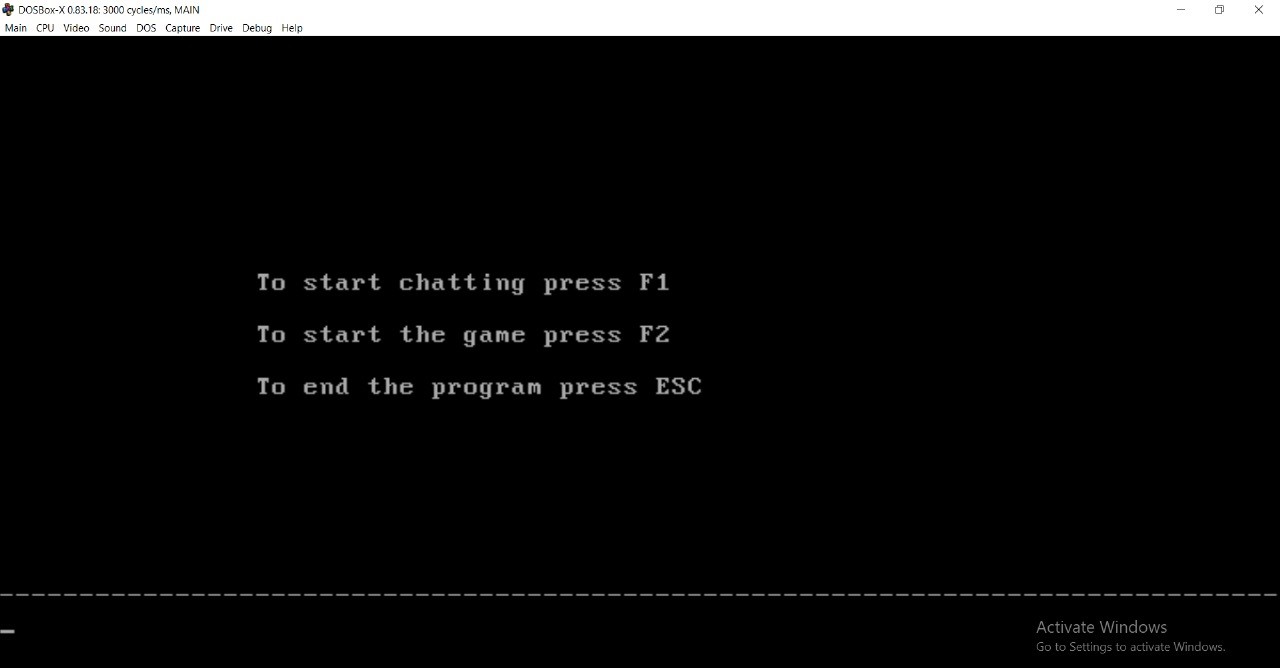 DOSBox-X 0.83.18: 3000 cycles/ms, MAIN
Main CPU Video Sound DOS Capture Drive Debug Help
To start chatting press F1
To start the game press F2
To end the program press ESC
Activate Windows
Go to Settings to activate Windows.